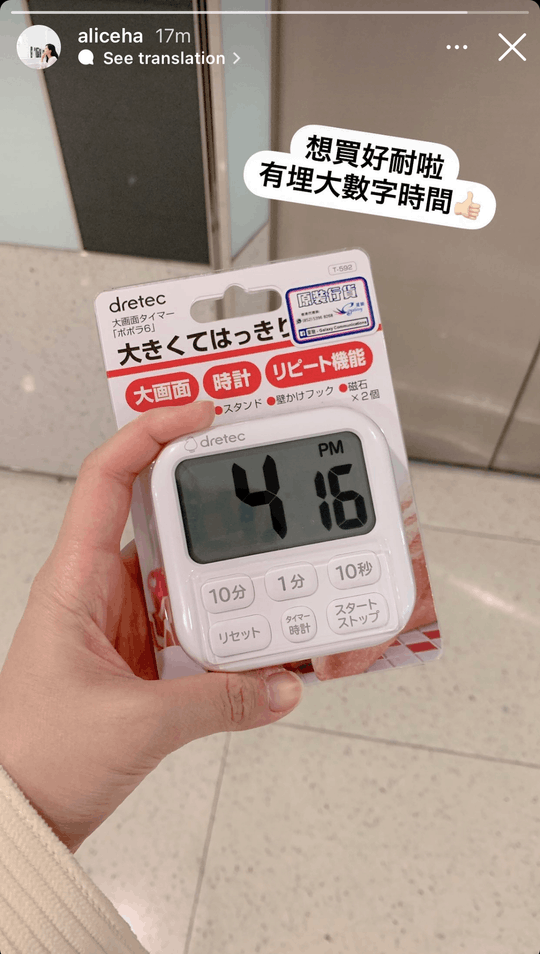 aliceha 17m
See translation
想買好耐啦
有埋大數字時間👍🏻
T-592
dretec
大画面タイマー
「ポポラ6」
原装行貨
大きくてはっきり
大画面 時計 リピート機能
スタンド 壁かけフック 磁石×2個
dretec
PM
4 16
10分 1分 10秒
リセット タイマー時計 スタートストップ